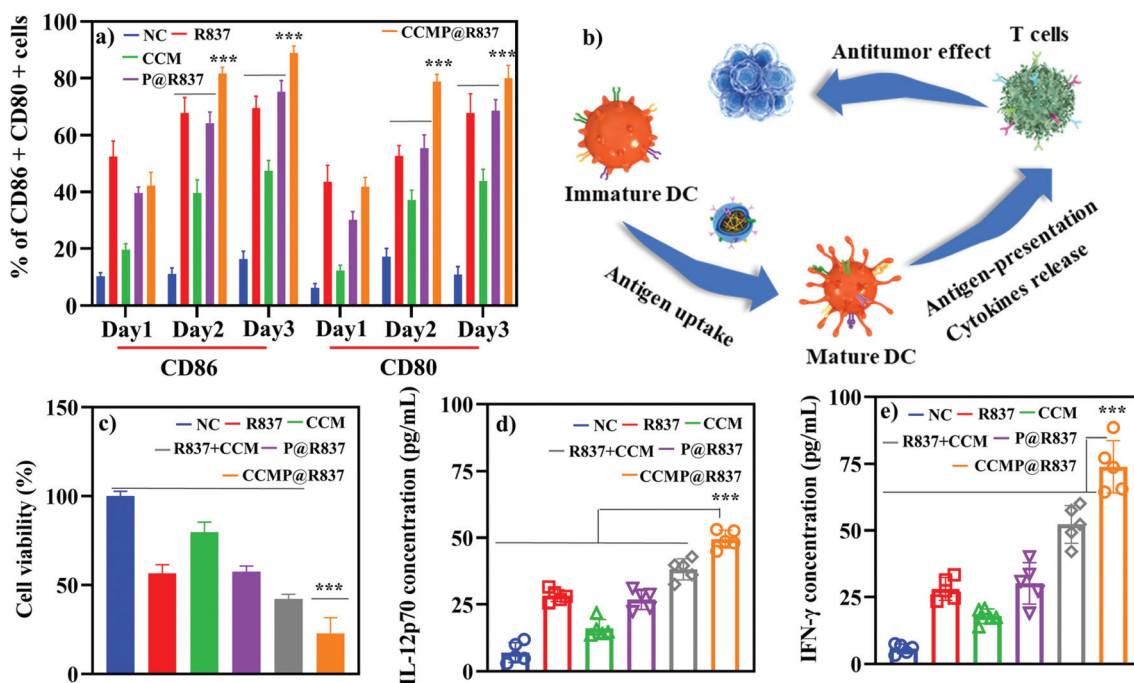 a)
NC R837
CCM
P@R837
CCMP@R837
*** *** *** ***
% of CD86 + CD80 + cells
100
80
60
40
20
0
Day1 Day2 Day3 Day1 Day2 Day3
CD86 CD80
b)
Antitumor effect
T cells
Immature DC
Antigen uptake
Mature DC
Antigen-presentation
Cytokines release
c)
NC R837 CCM
R837+CCM P@R837
CCMP@R837
***
Cell viability (%)
150
100
50
0
d)
NC R837 CCM
R837+CCM P@R837
CCMP@R837
***
IL-12p70 concentration (pg/mL)
100
75
50
25
0
e)
NC R837 CCM
R837+CCM P@R837
CCMP@R837
***
IFN-γ concentration (pg/mL)
100
75
50
25
0